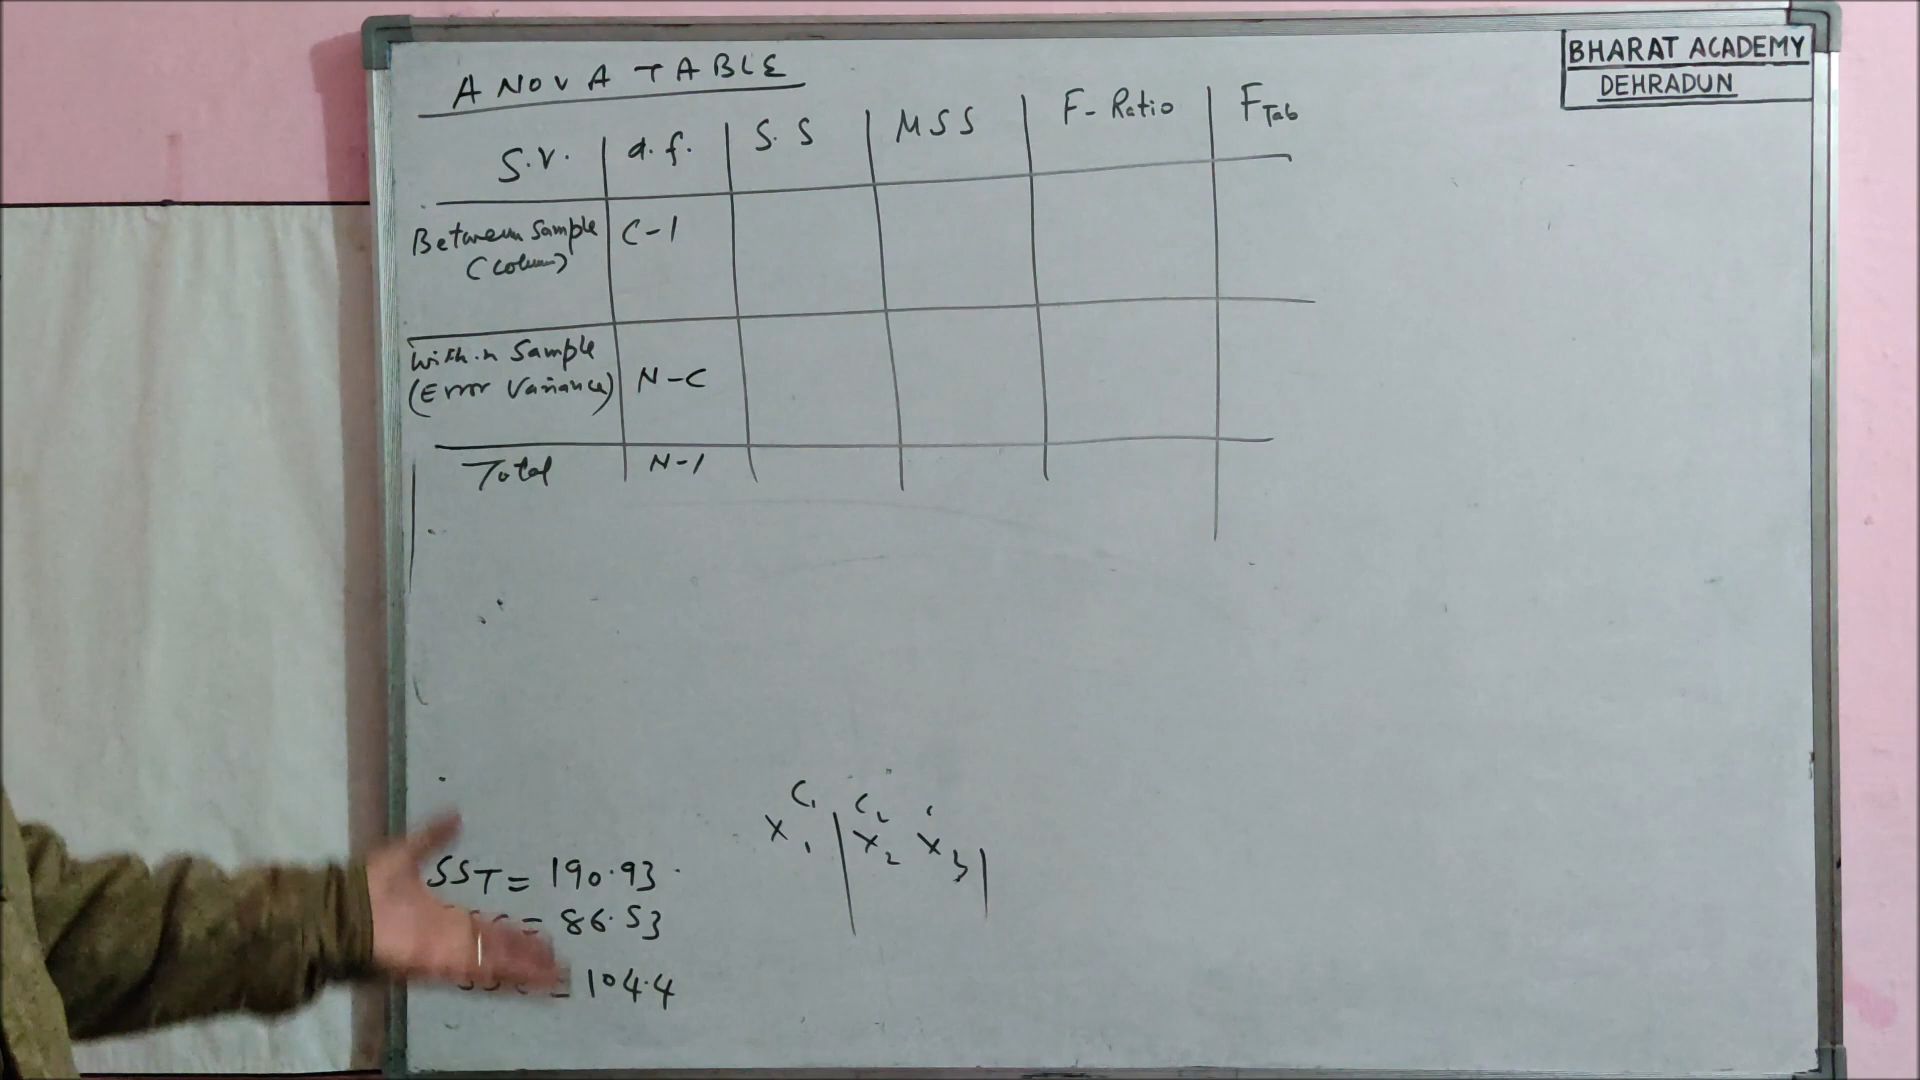 BHARAT ACADEMY
DEHRADUN
ANOVA TABLE
S.V. d.f. S.S MSS F-Ratio F Tab
Between Sample C-1
(Column)
Within Sample
(Error Variance) N-C
Total N-1
C1 C2
X1 X2 X3
SST = 190.93
= 86.53
= 104.4